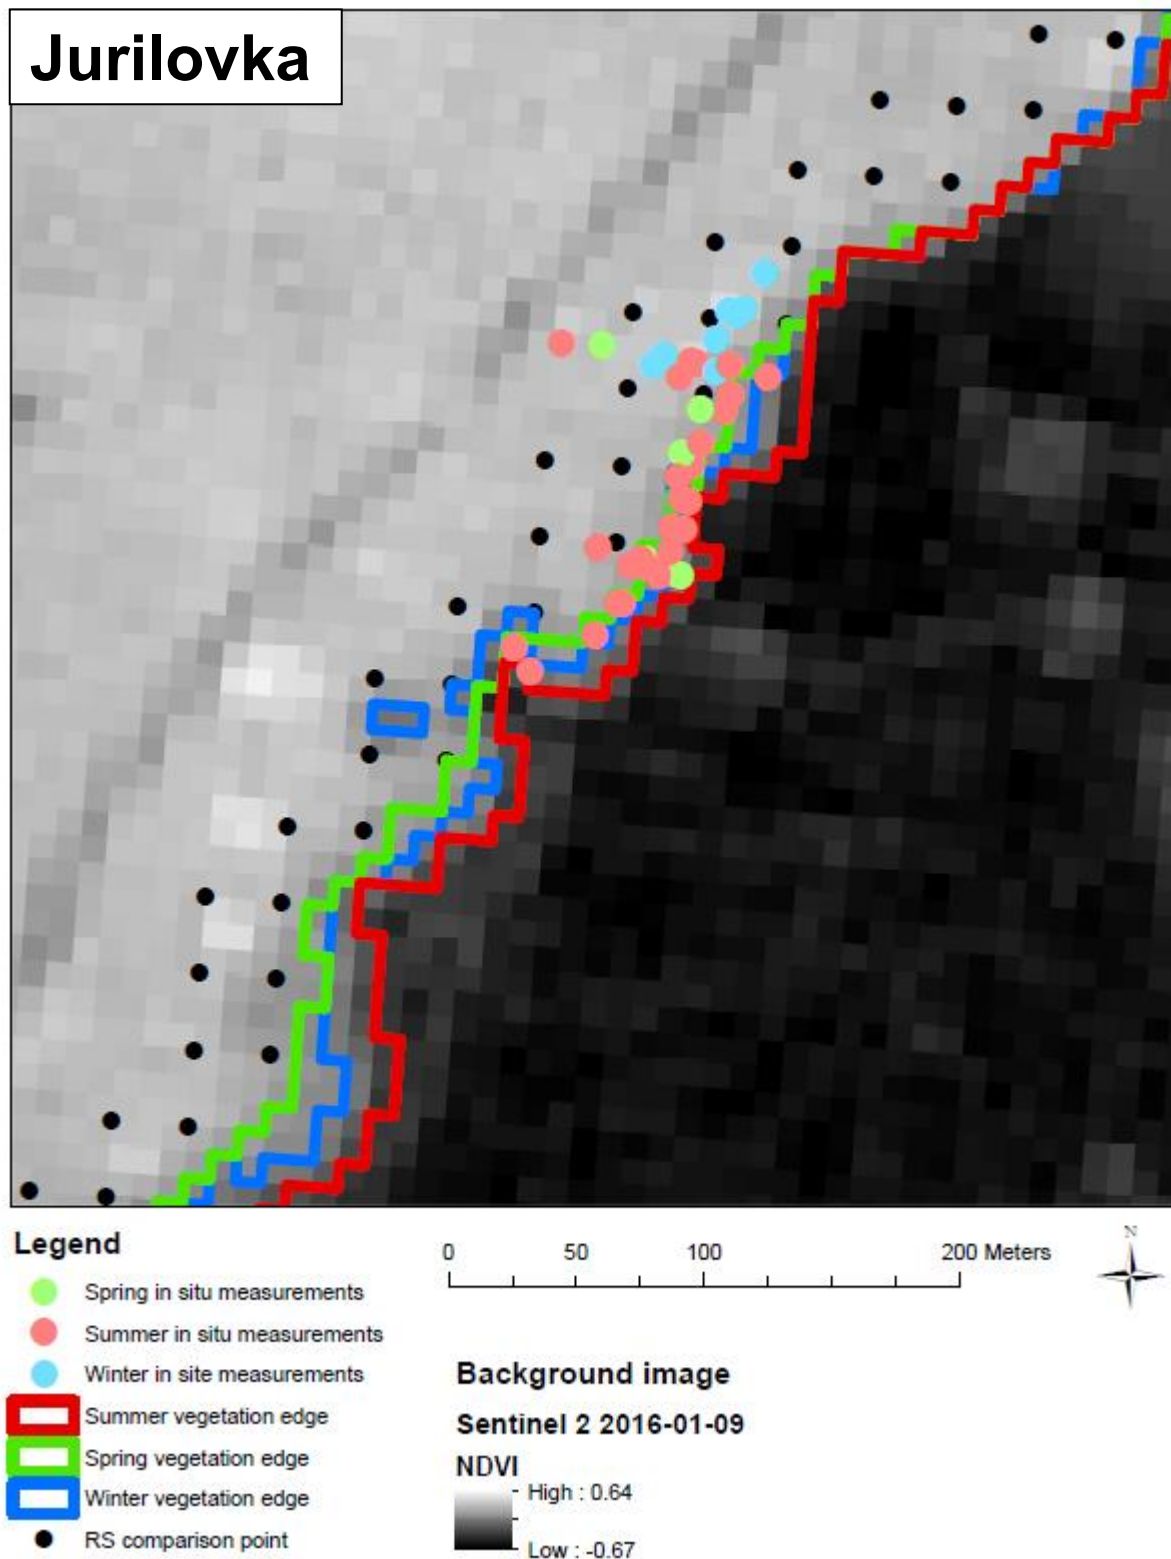 Jurilovka
Legend
Spring in situ measurements
Summer in situ measurements
Winter in site measurements
Summer vegetation edge
Spring vegetation edge
Winter vegetation edge
RS comparison point
0 50 100 200 Meters
N
Background image
Sentinel 2 2016-01-09
NDVI
High : 0.64
Low : -0.67